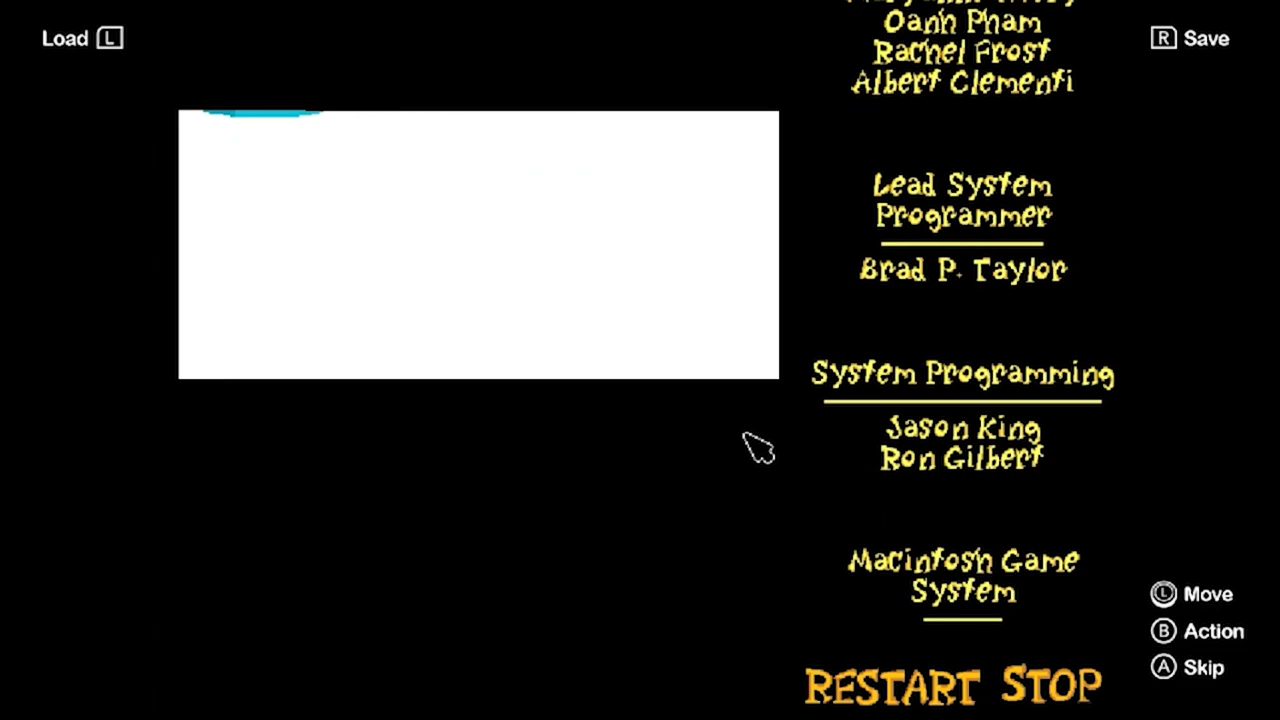 Load L
R Save
Oanh Pham
Rachel Frost
Albert Clementi
Lead System
Programmer
Brad P. Taylor
System Programming
Jason King
Ron Gilbert
Macintosh Game
System
L Move
B Action
A Skip
RESTART STOP